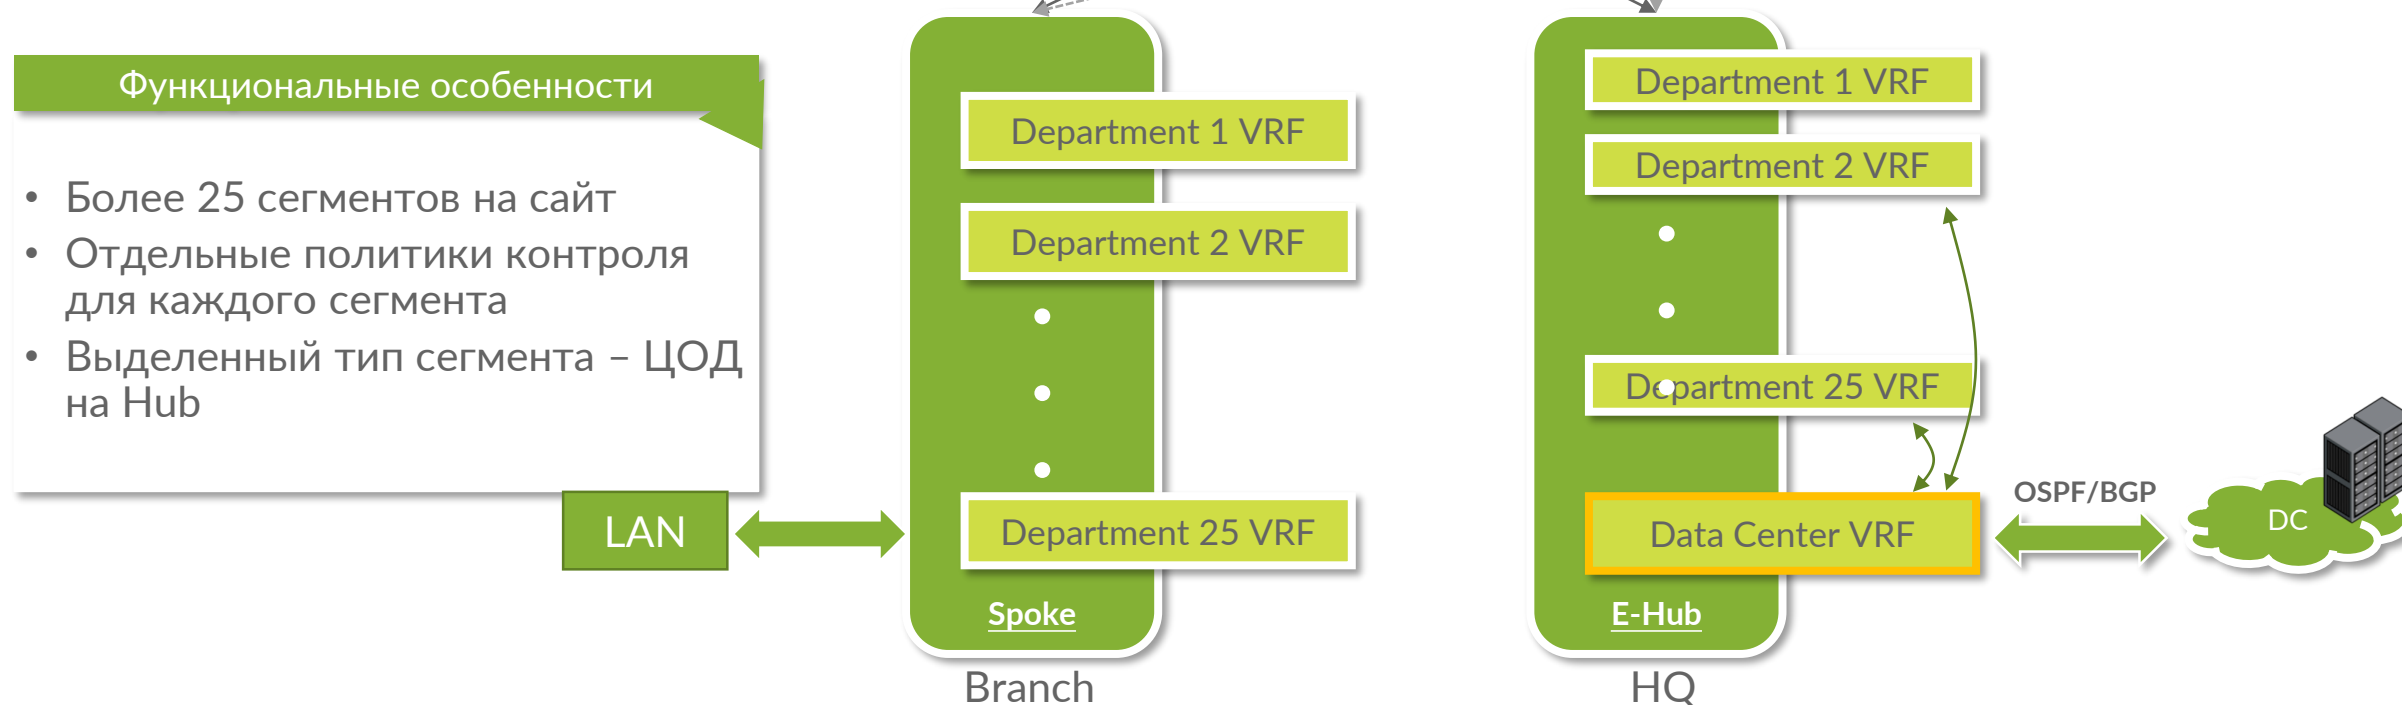 Функциональные особенности
• Более 25 сегментов на сайт
• Отдельные политики контроля
для каждого сегмента
• Выделенный тип сегмента – ЦОД
на Hub
LAN
Department 1 VRF
Department 2 VRF
Department 25 VRF
Spoke
Branch
Department 1 VRF
Department 2 VRF
Department 25 VRF
Data Center VRF
E-Hub
HQ
OSPF/BGP
DC